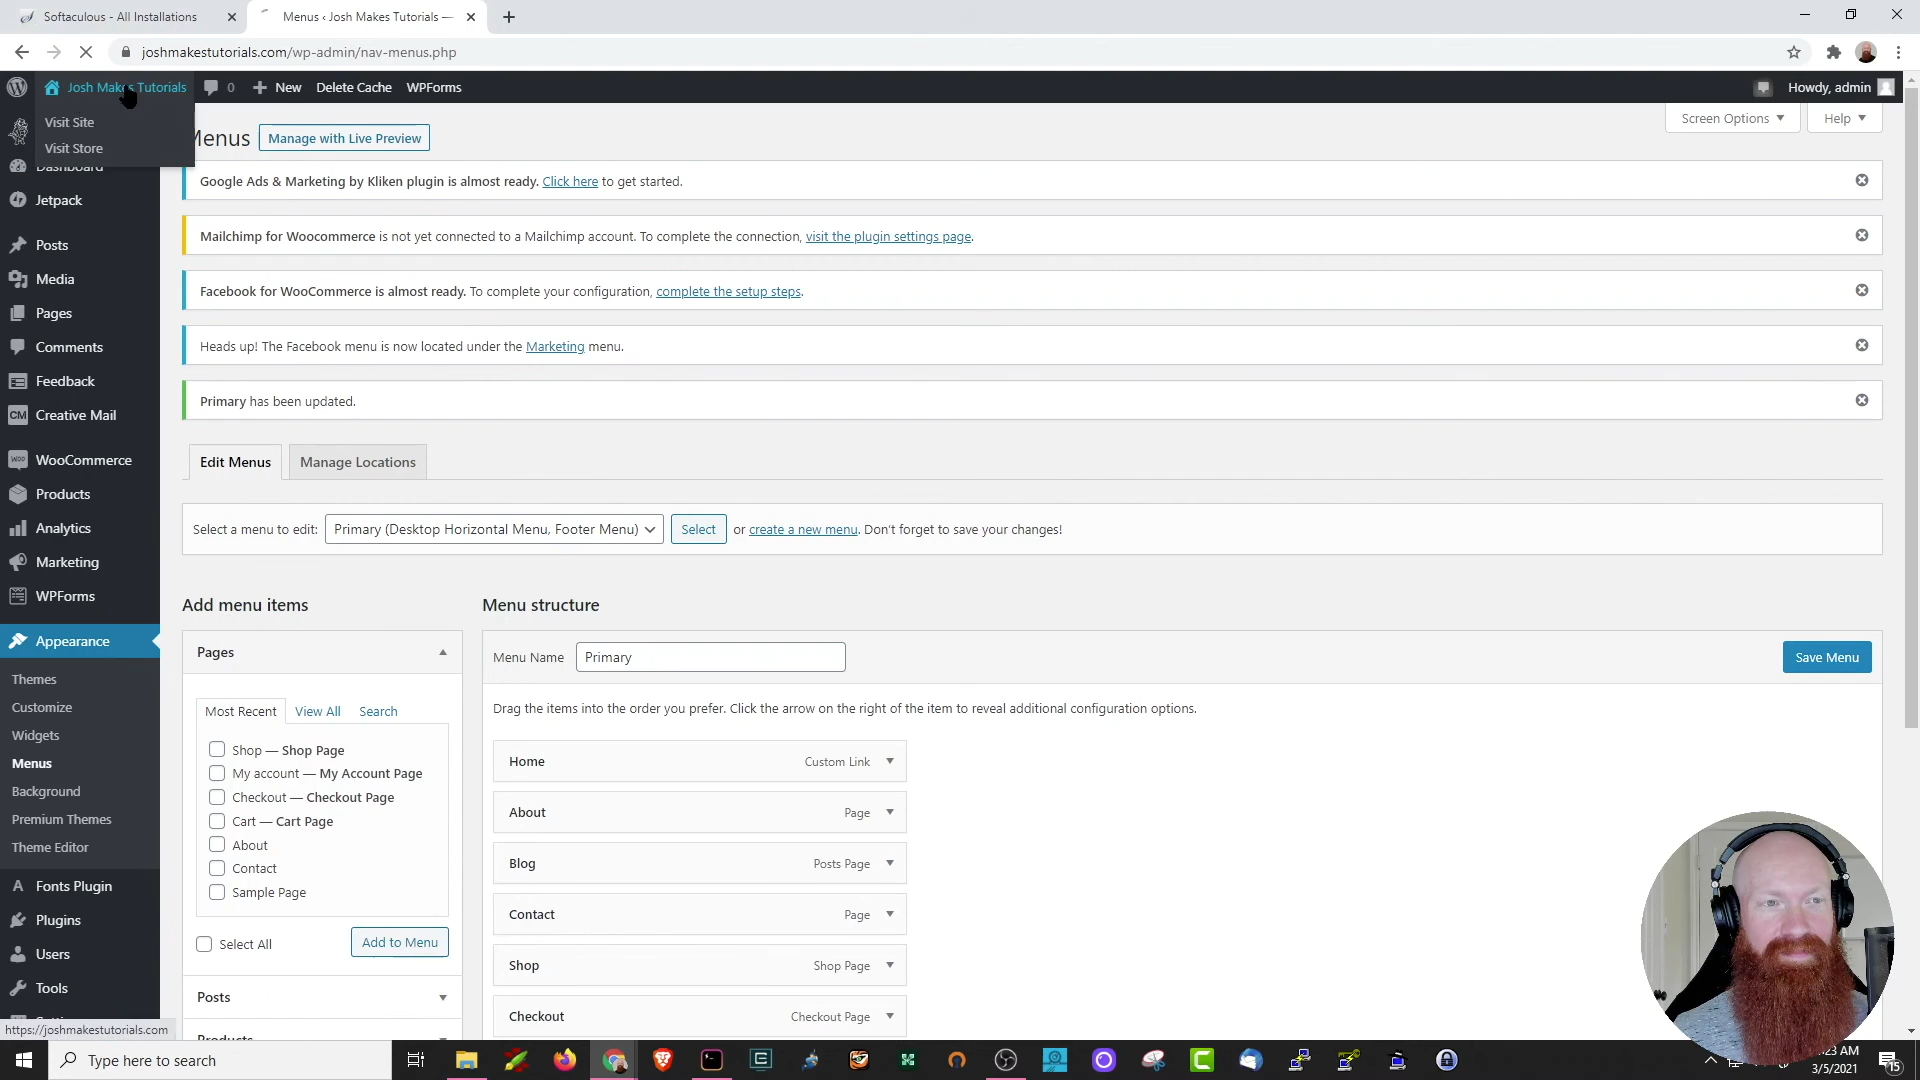 Softaculous - All Installations
Menus ‹ Josh Makes Tutorials —
joshmakestutorials.com/wp-admin/nav-menus.php
Josh Makes Tutorials
0
New
Delete Cache
WPForms
Howdy, admin
Visit Site
Visit Store
Menus
Manage with Live Preview
Screen Options
Help
Google Ads & Marketing by Kliken plugin is almost ready. Click here to get started.
Mailchimp for Woocommerce is not yet connected to a Mailchimp account. To complete the connection, visit the plugin settings page.
Facebook for WooCommerce is almost ready. To complete your configuration, complete the setup steps.
Heads up! The Facebook menu is now located under the Marketing menu.
Primary has been updated.
Dashboard
Jetpack
Posts
Media
Pages
Comments
Feedback
CM Creative Mail
WooCommerce
Products
Analytics
Marketing
WPForms
Appearance
Themes
Customize
Widgets
Menus
Background
Premium Themes
Theme Editor
A Fonts Plugin
Plugins
Users
Tools
https://joshmakestutorials.com
Edit Menus
Manage Locations
Select a menu to edit: Primary (Desktop Horizontal Menu, Footer Menu) Select or create a new menu. Don't forget to save your changes!
Add menu items
Pages
Most Recent
View All
Search
Shop — Shop Page
My account — My Account Page
Checkout — Checkout Page
Cart — Cart Page
About
Contact
Sample Page
Select All
Add to Menu
Posts
Products
Menu structure
Menu Name Primary
Save Menu
Drag the items into the order you prefer. Click the arrow on the right of the item to reveal additional configuration options.
Home Custom Link
About Page
Blog Posts Page
Contact Page
Shop Shop Page
Checkout Checkout Page
Type here to search
:23 AM
3/5/2021
15